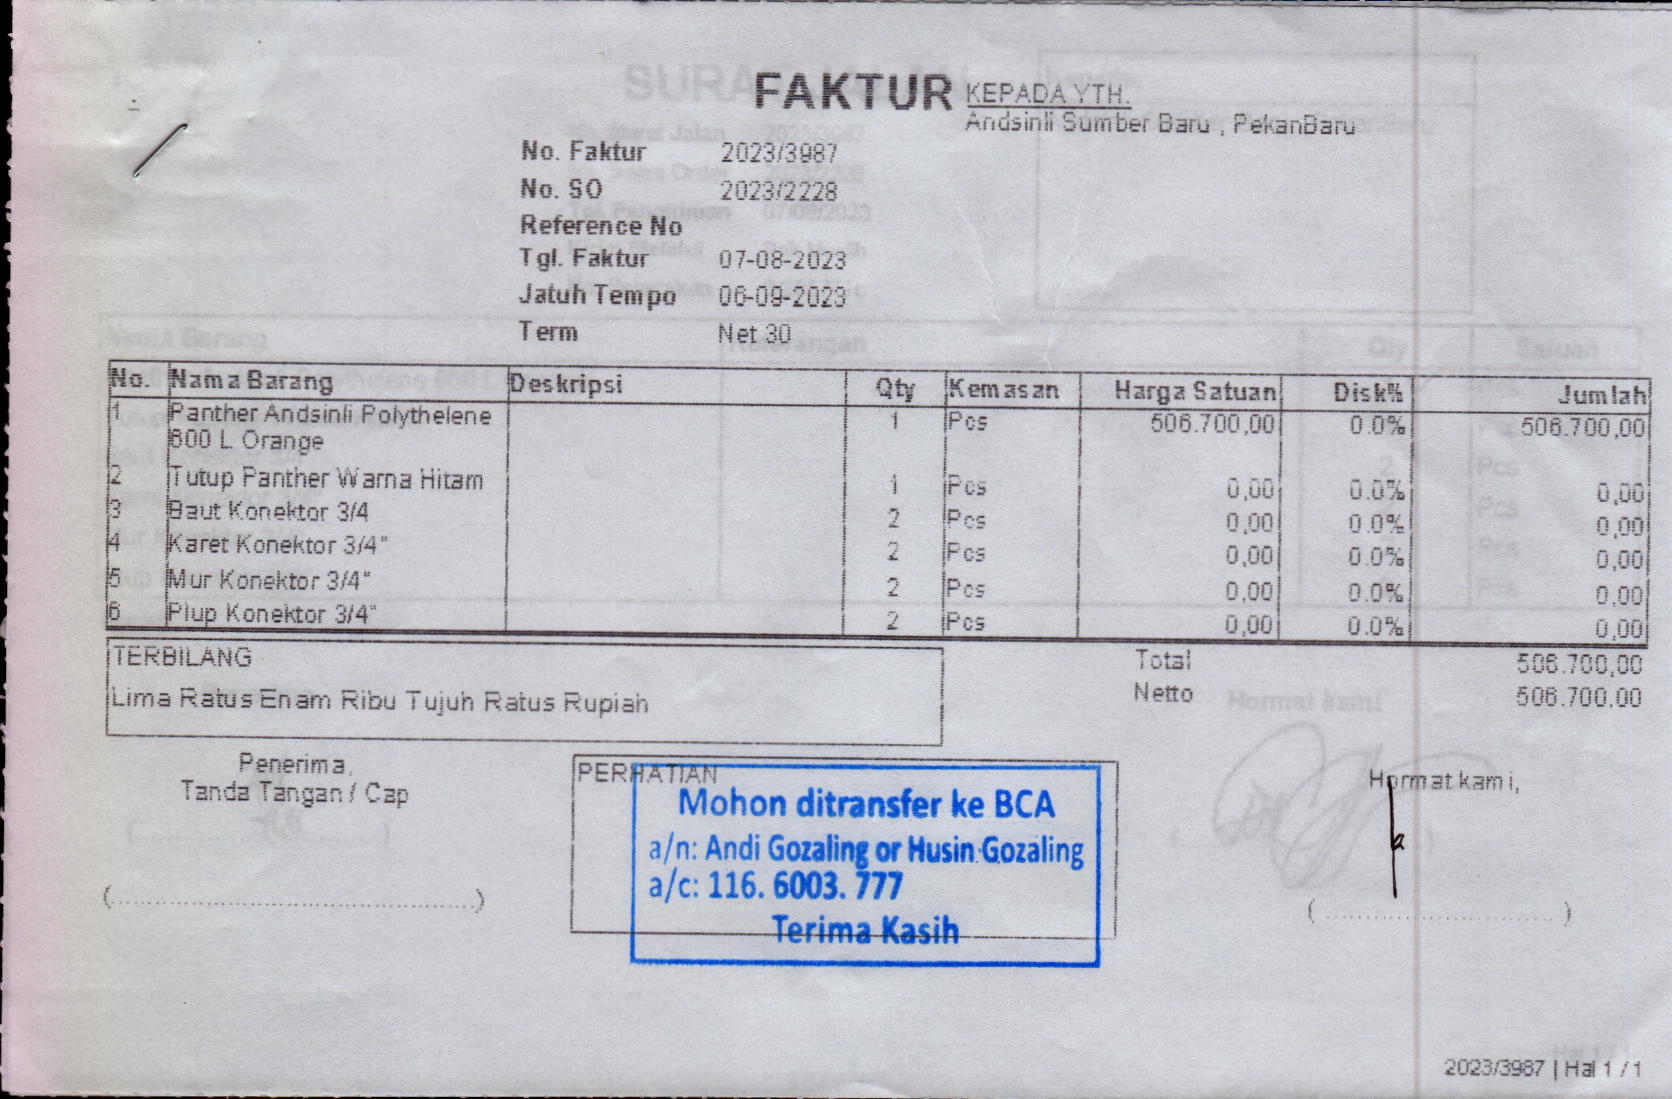 FAKTUR
KEPADA YTH.
Andsinli Sumber Baru , PekanBaru
No. Faktur 2023/3987
No. SO 2023/2228
Reference No
Tgl. Faktur 07-08-2023
Jatuh Tempo 06-09-2023
Term Net 30
No. Nama Barang Deskripsi Qty Kemasan Harga Satuan Disk% Jumlah
1 Panther Andsinli Polythelene 1 Pcs 506.700,00 0.0% 506.700,00
600 L Orange
2 Tutup Panther Warna Hitam 1 Pcs 0,00 0.0% 0,00
3 Baut Konektor 3/4 2 Pcs 0,00 0.0% 0,00
4 Karet Konektor 3/4" 2 Pcs 0,00 0.0% 0,00
5 Mur Konektor 3/4" 2 Pcs 0,00 0.0% 0,00
6 Plup Konektor 3/4" 2 Pcs 0,00 0.0% 0,00
TERBILANG
Lima Ratus Enam Ribu Tujuh Ratus Rupiah
Total 506.700,00
Netto 506.700,00
Penerima,
Tanda Tangan / Cap
PERHATIAN
Mohon ditransfer ke BCA
a/n: Andi Gozaling or Husin Gozaling
a/c: 116. 6003. 777
Terima Kasih
Hormat kami,
2023/3987 | Hal 1 / 1